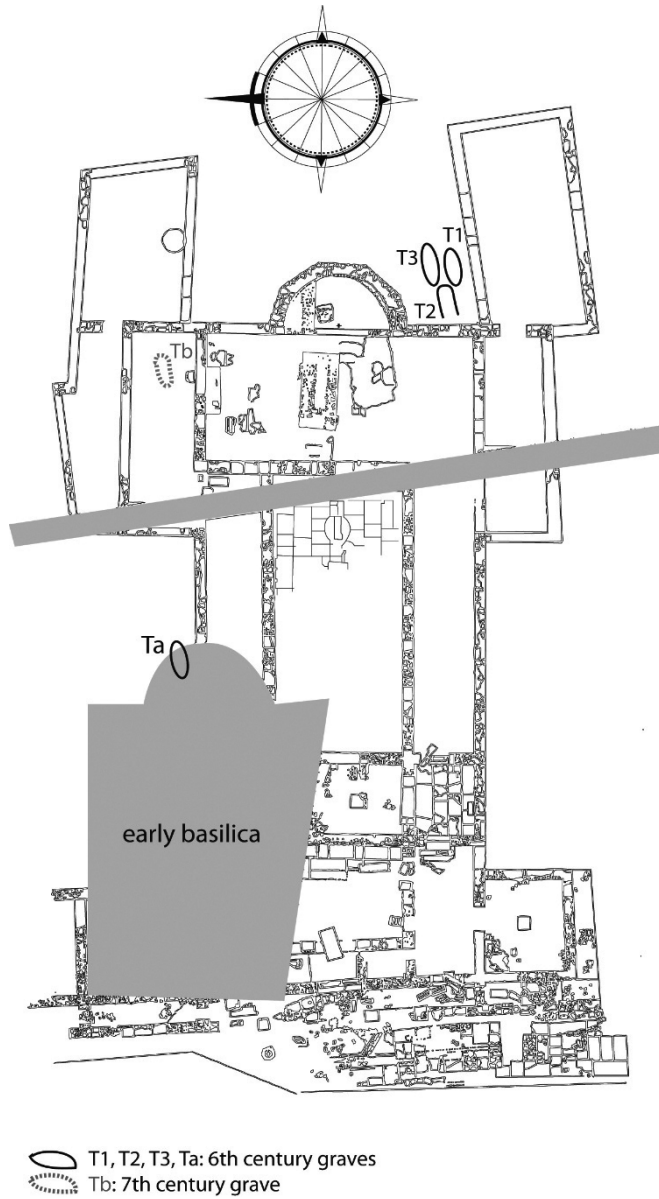 T1
T3
T2
Tb
Ta
early basilica
T1, T2, T3, Ta: 6th century graves
Tb: 7th century grave